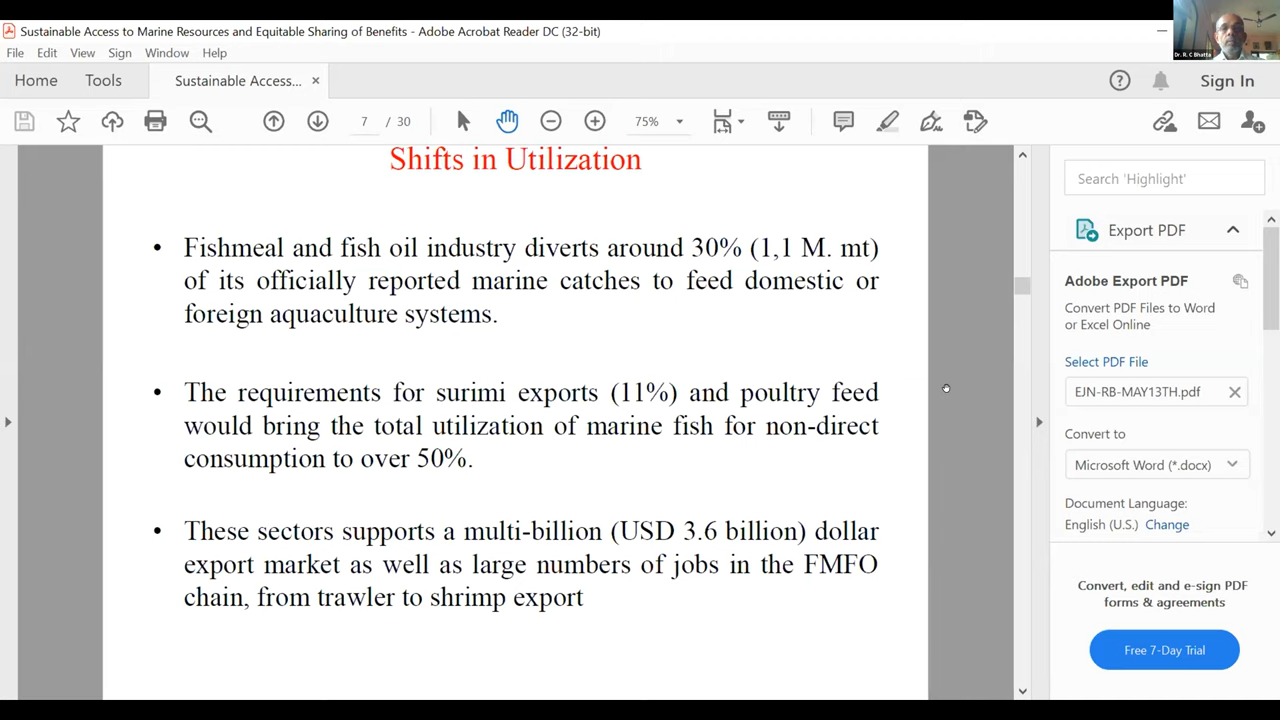 Sustainable Access to Marine Resources and Equitable Sharing of Benefits - Adobe Acrobat Reader DC (32-bit)
File Edit View Sign Window Help
Home Tools Sustainable Access... × Sign In
7 / 30 75%
Dr. R. C Bhatta
Shifts in Utilization
• Fishmeal and fish oil industry diverts around 30% (1,1 M. mt)
of its officially reported marine catches to feed domestic or
foreign aquaculture systems.
• The requirements for surimi exports (11%) and poultry feed
would bring the total utilization of marine fish for non-direct
consumption to over 50%.
• These sectors supports a multi-billion (USD 3.6 billion) dollar
export market as well as large numbers of jobs in the FMFO
chain, from trawler to shrimp export
Search 'Highlight'
Export PDF
Adobe Export PDF
Convert PDF Files to Word
or Excel Online
Select PDF File
EJN-RB-MAY13TH.pdf
Convert to
Microsoft Word (*.docx)
Document Language:
English (U.S.) Change
Convert, edit and e-sign PDF
forms & agreements
Free 7-Day Trial